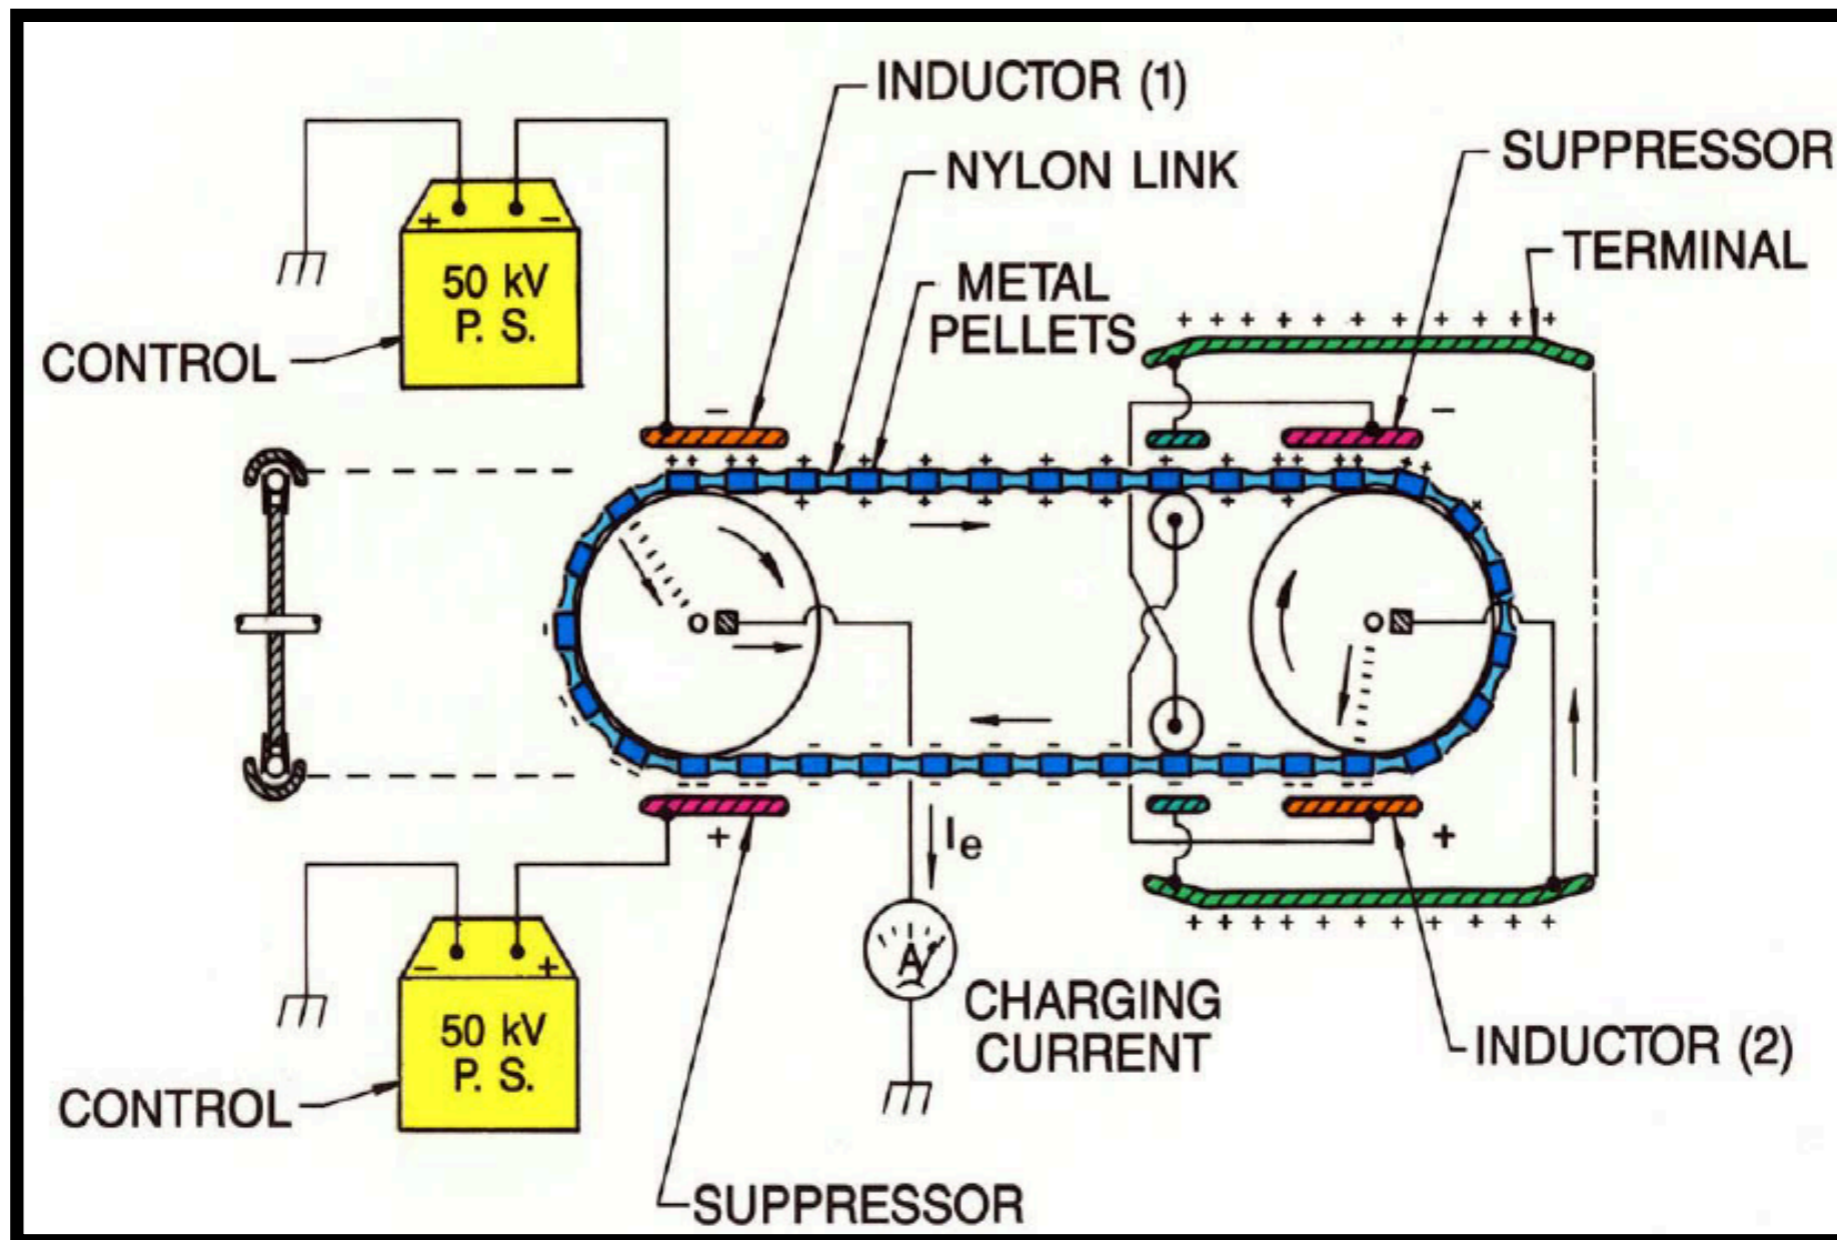 INDUCTOR (1)
NYLON LINK
SUPPRESSOR
TERMINAL
METAL
PELLETS
+ −
50 kV
P. S.
CONTROL
−
−
+
+
Ie
A
CHARGING
CURRENT
− +
50 kV
P. S.
CONTROL
INDUCTOR (2)
SUPPRESSOR